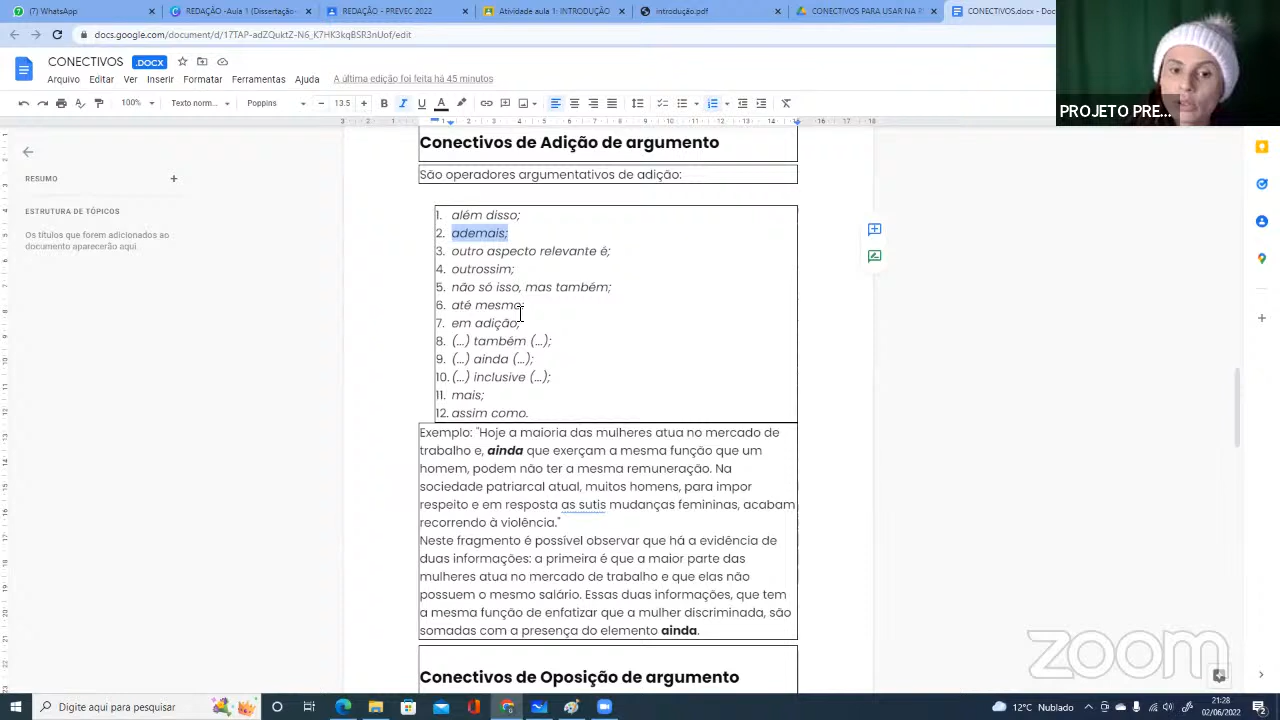 WhatsApp
REDAÇÃO - Aula 1 (Dissertação-
REDAÇÃO - PREVEC 2022
Atividade aula 1: INTRODUÇÃO
introdução.pdf
CONECTIVOS PARA USAR NA R
CONECTIVOS.docx - Do
docs.google.com/document/d/17TAP-adZQuktZ-N6_K7HK3kqBSR3nUof/edit
CONECTIVOS .DOCX
Arquivo Editar Ver Inserir Formatar Ferramentas Ajuda A última edição foi feita há 45 minutos
100% Texto norm... Poppins 13.5
PROJETO PRE...
RESUMO
ESTRUTURA DE TÓPICOS
Os títulos que forem adicionados ao
documento aparecerão aqui.
Conectivos de Adição de argumento
São operadores argumentativos de adição:
1. além disso;
2. ademais;
3. outro aspecto relevante é;
4. outrossim;
5. não só isso, mas também;
6. até mesmo;
7. em adição;
8. (...) também (...);
9. (...) ainda (...);
10. (...) inclusive (...);
11. mais;
12. assim como.
Exemplo: "Hoje a maioria das mulheres atua no mercado de
trabalho e, ainda que exerçam a mesma função que um
homem, podem não ter a mesma remuneração. Na
sociedade patriarcal atual, muitos homens, para impor
respeito e em resposta as sutis mudanças femininas, acabam
recorrendo à violência."
Neste fragmento é possível observar que há a evidência de
duas informações: a primeira é que a maior parte das
mulheres atua no mercado de trabalho e que elas não
possuem o mesmo salário. Essas duas informações, que tem
a mesma função de enfatizar que a mulher discriminada, são
somadas com a presença do elemento ainda.
Conectivos de Oposição de argumento
zoom
Digite aqui para pesquisar
12°C Nublado
21:28
02/06/2022